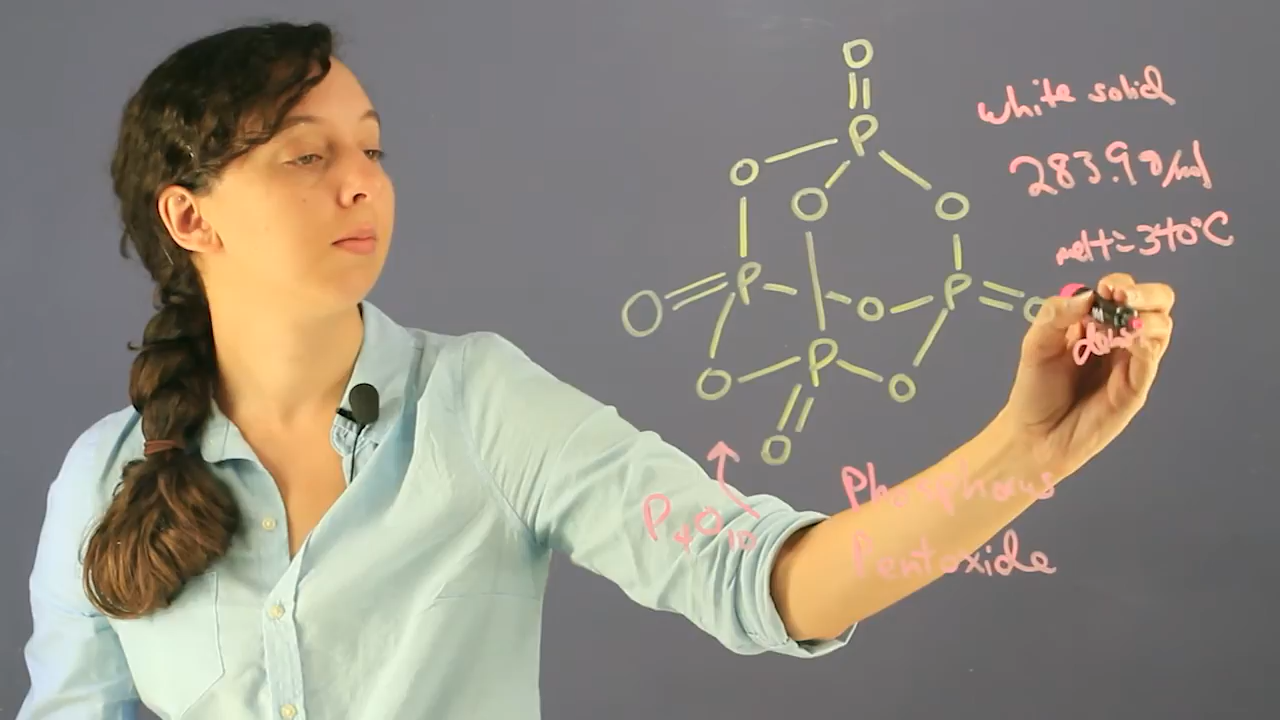 O
P
O
O
O
P
O
P
O
O
P
O
O
O
white solid
283.9g/mol
melt = 340°C
P4O10
Phosphorus
Pentoxide